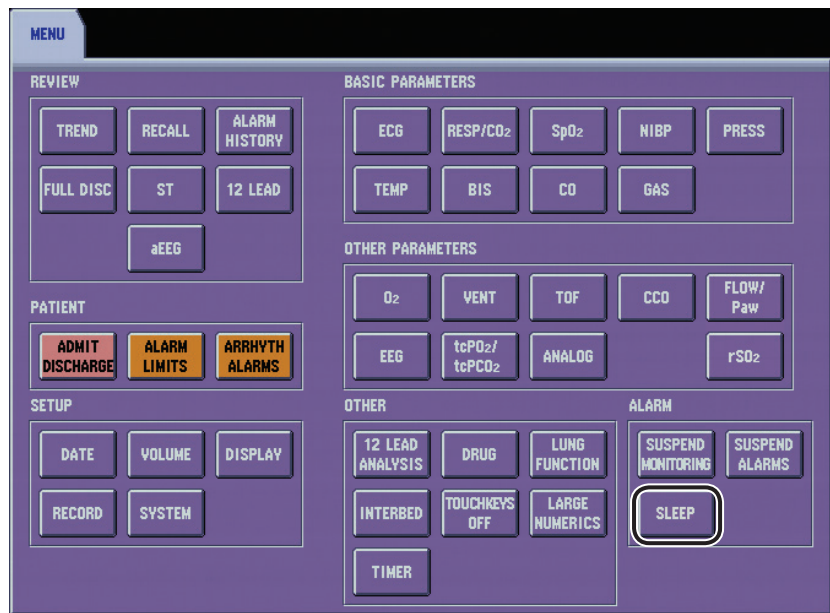 MENU
REVIEW
TREND
RECALL
ALARM
HISTORY
FULL DISC
ST
12 LEAD
aEEG
PATIENT
ADMIT
DISCHARGE
ALARM
LIMITS
ARRHYTH
ALARMS
SETUP
DATE
VOLUME
DISPLAY
RECORD
SYSTEM
BASIC PARAMETERS
ECG
RESP/CO2
SpO2
NIBP
PRESS
TEMP
BIS
CO
GAS
OTHER PARAMETERS
O2
VENT
TOF
CCO
FLOW/
Paw
EEG
tcPO2/
tcPCO2
ANALOG
rSO2
OTHER
12 LEAD
ANALYSIS
DRUG
LUNG
FUNCTION
INTERBED
TOUCHKEYS
OFF
LARGE
NUMERICS
TIMER
ALARM
SUSPEND
MONITORING
SUSPEND
ALARMS
SLEEP